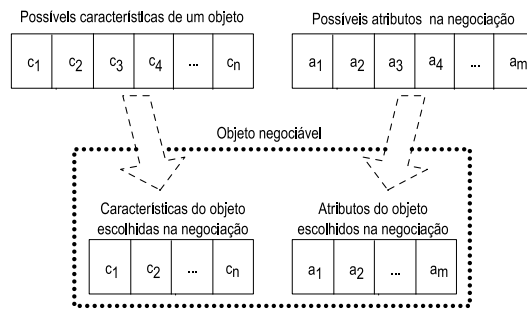 Possíveis características de um objeto
Possíveis atributos na negociação
c1 c2 c3 c4 ... cn
a1 a2 a3 a4 ... am
Objeto negociável
Características do objeto
escolhidas na negociação
Atributos do objeto
escolhidos na negociação
c1 c2 ... cn
a1 a2 ... am